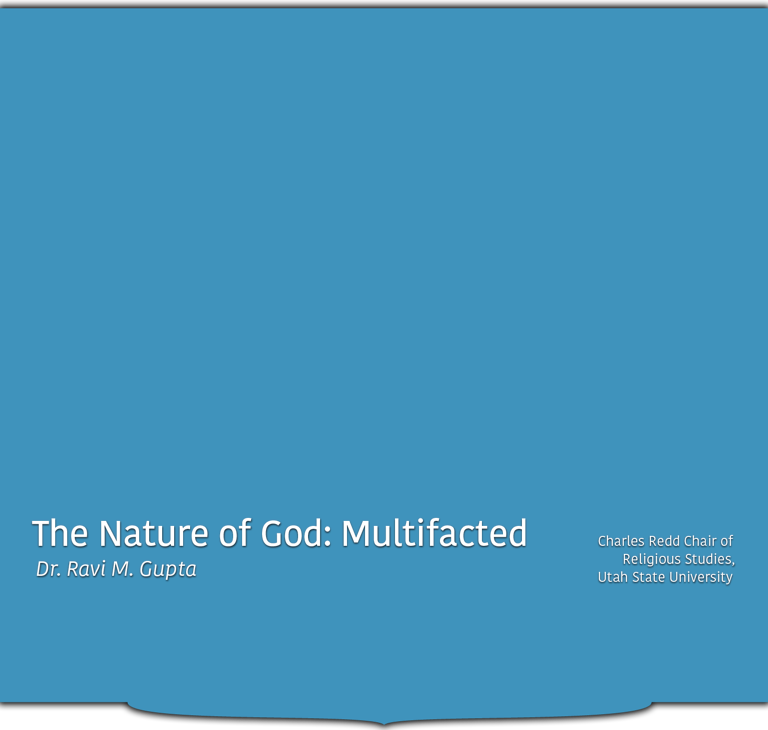 The Nature of God: Multifacted
Dr. Ravi M. Gupta
Charles Redd Chair of
Religious Studies,
Utah State University